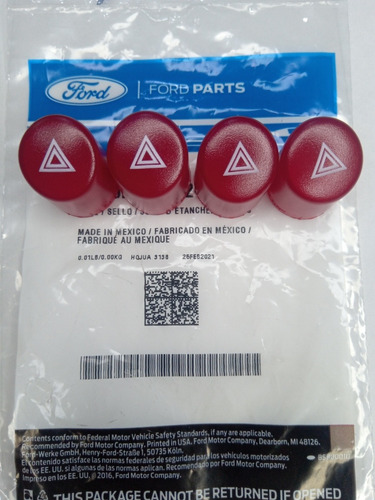 Ford
FORD PARTS
SELLO /
MADE IN MEXICO / FABRICADO EN MÉXICO /
FABRIQUÉ AU MEXIQUE
0.01LB/0.00KG HQJUA 3138 25FE52021
Contents conform to Federal Motor Vehicle Safety Standards, if any are applicable.
Recommended by Ford Motor Company. Printed in USA. Ford Motor Company, Dearborn, MI 48126.
Ford-Werke GmbH, Henry-Ford-Straße 1, 50735 Köln.
El contenido satisface las normas federales de seguridad para los vehículos motorizados
de los EE. UU. si algunas de las normas son aplicables. Recomendado por Ford Motor Company.
Impreso en los EE. UU. © 2016, Ford Motor Company.
THIS PACKAGE CANNOT BE RETURNED IF OPENED